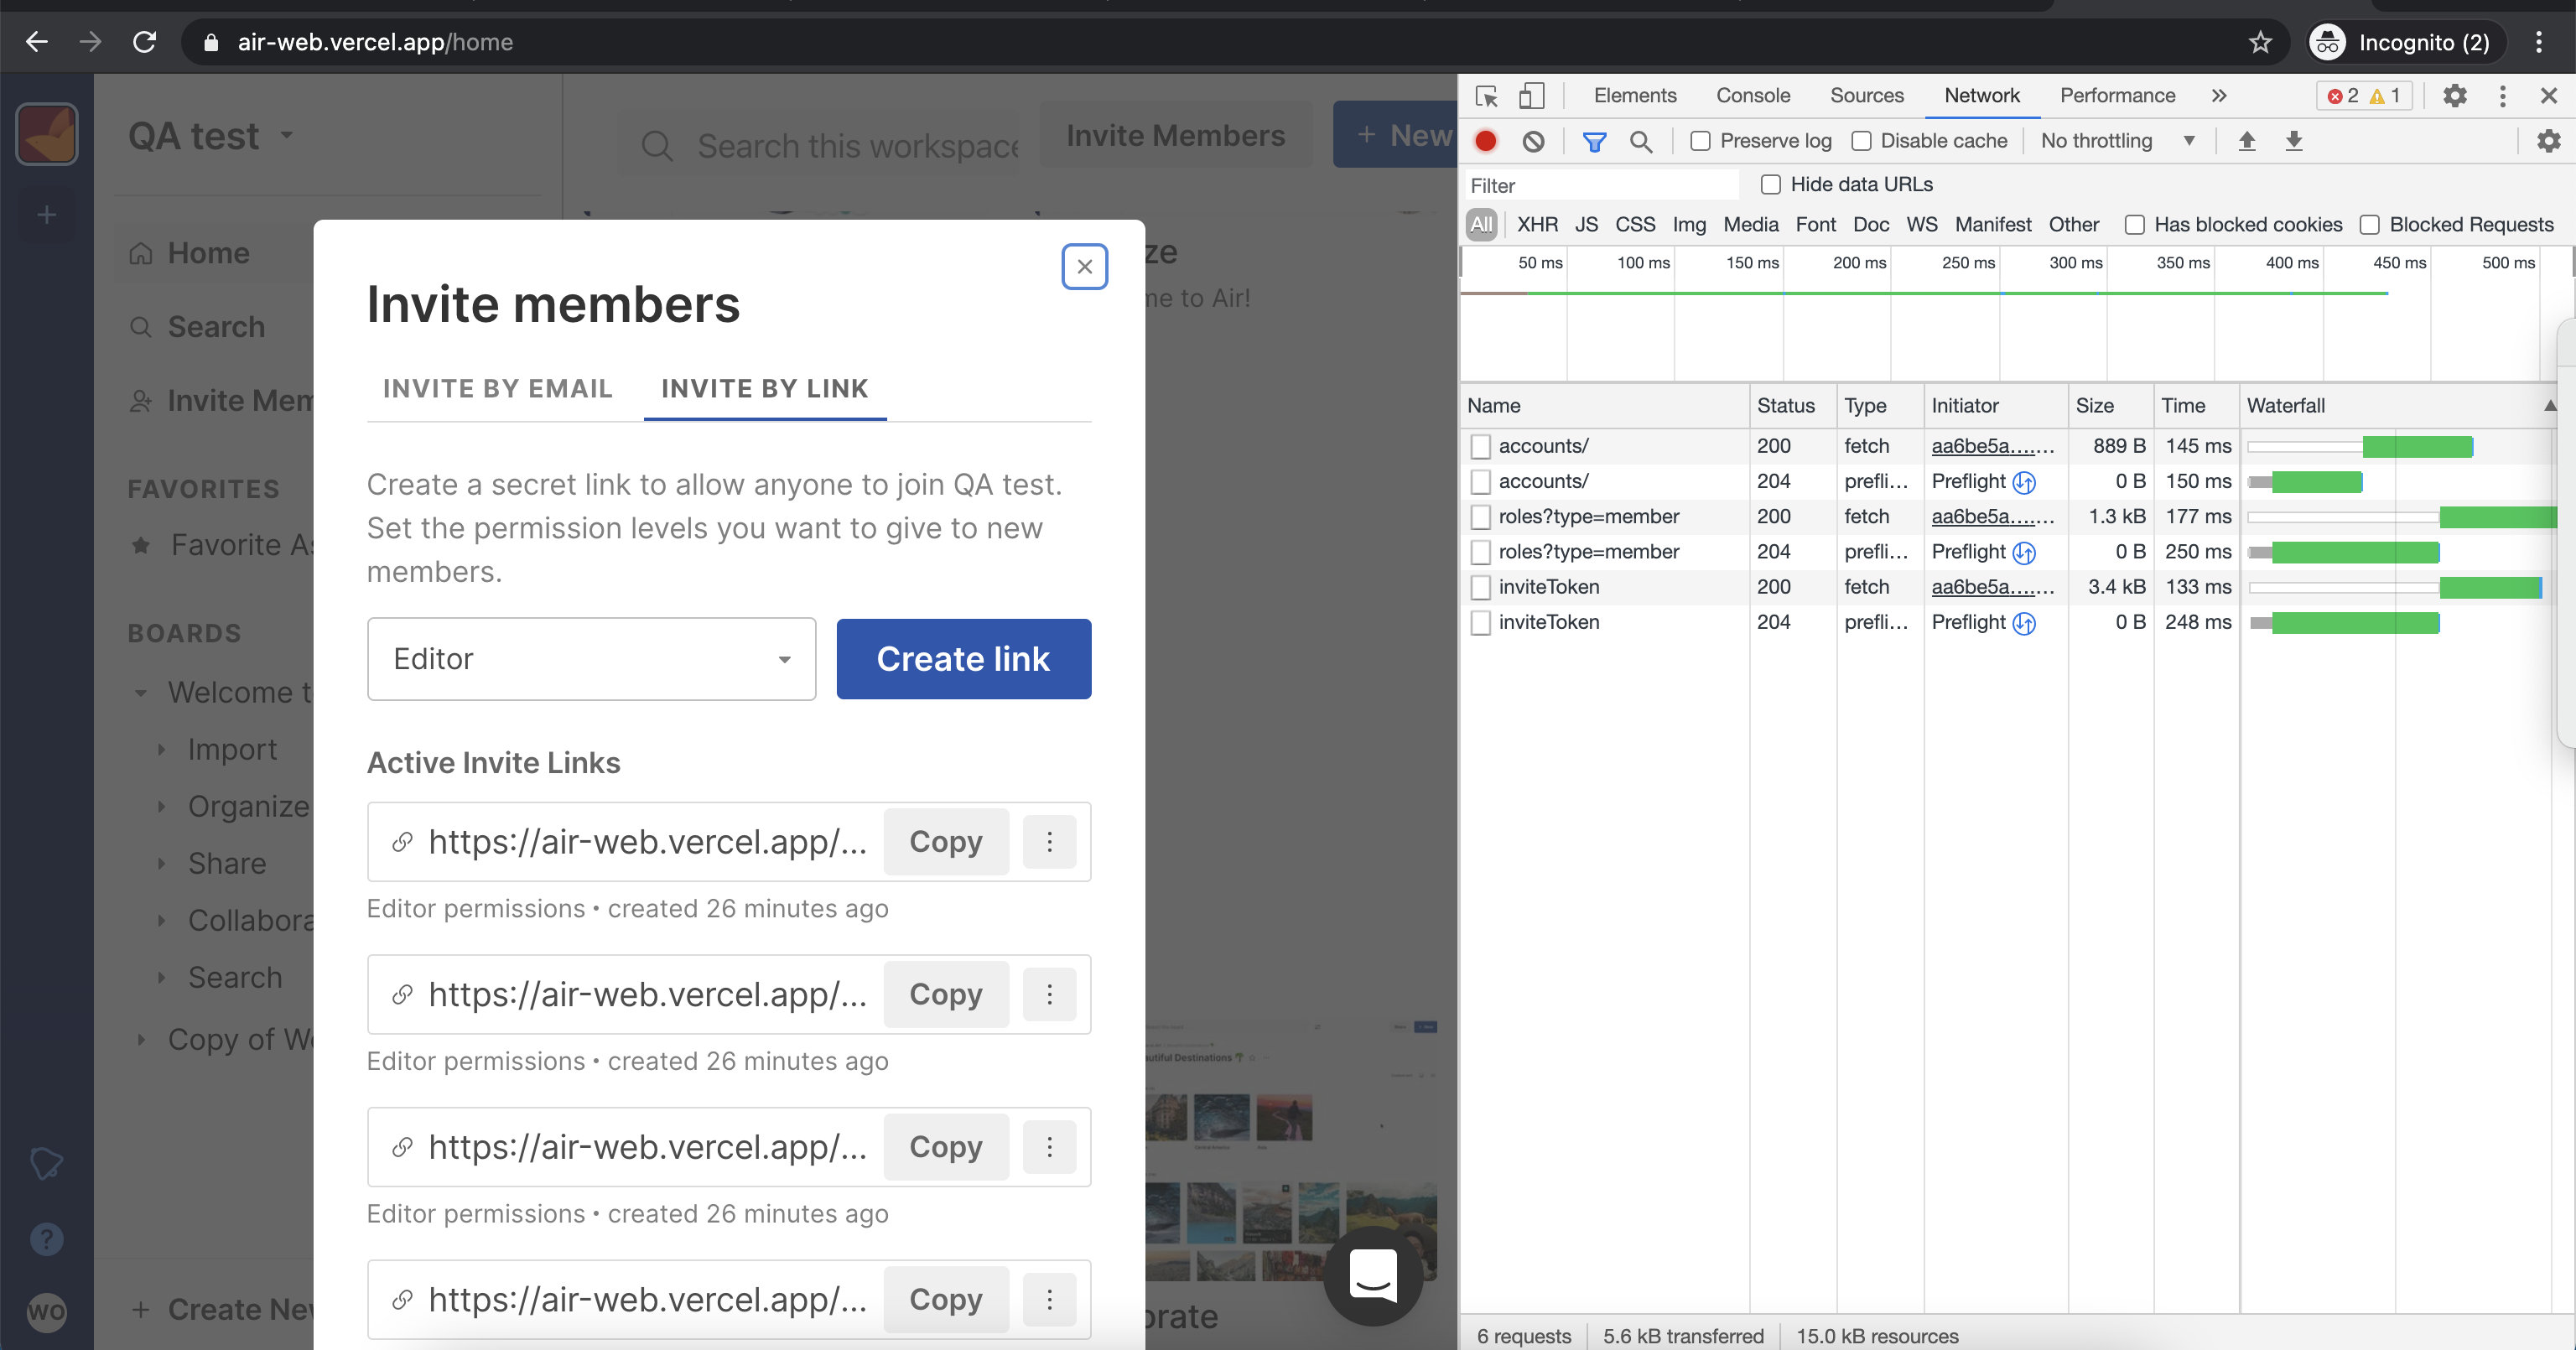 air-web.vercel.app/home
Incognito (2)
QA test
Search this workspace
Invite Members
+ New
Home
Search
Invite Mem
FAVORITES
Favorite As
BOARDS
Welcome t
Import
Organize
Share
Collabora
Search
Copy of We
+ Create New
WO
?
ze
me to Air!
Invite members
INVITE BY EMAIL
INVITE BY LINK
Create a secret link to allow anyone to join QA test.
Set the permission levels you want to give to new
members.
Editor
Create link
Active Invite Links
https://air-web.vercel.app/...
Copy
Editor permissions • created 26 minutes ago
https://air-web.vercel.app/...
Copy
Editor permissions • created 26 minutes ago
https://air-web.vercel.app/...
Copy
Editor permissions • created 26 minutes ago
https://air-web.vercel.app/...
Copy
autiful Destinations
orate
Elements Console Sources Network Performance
2 1
Preserve log Disable cache No throttling
Filter Hide data URLs
All XHR JS CSS Img Media Font Doc WS Manifest Other Has blocked cookies Blocked Requests
50 ms 100 ms 150 ms 200 ms 250 ms 300 ms 350 ms 400 ms 450 ms 500 ms
Name Status Type Initiator Size Time Waterfall
accounts/ 200 fetch aa6be5a....... 889 B 145 ms
accounts/ 204 prefli... Preflight 0 B 150 ms
roles?type=member 200 fetch aa6be5a....... 1.3 kB 177 ms
roles?type=member 204 prefli... Preflight 0 B 250 ms
inviteToken 200 fetch aa6be5a....... 3.4 kB 133 ms
inviteToken 204 prefli... Preflight 0 B 248 ms
6 requests 5.6 kB transferred 15.0 kB resources